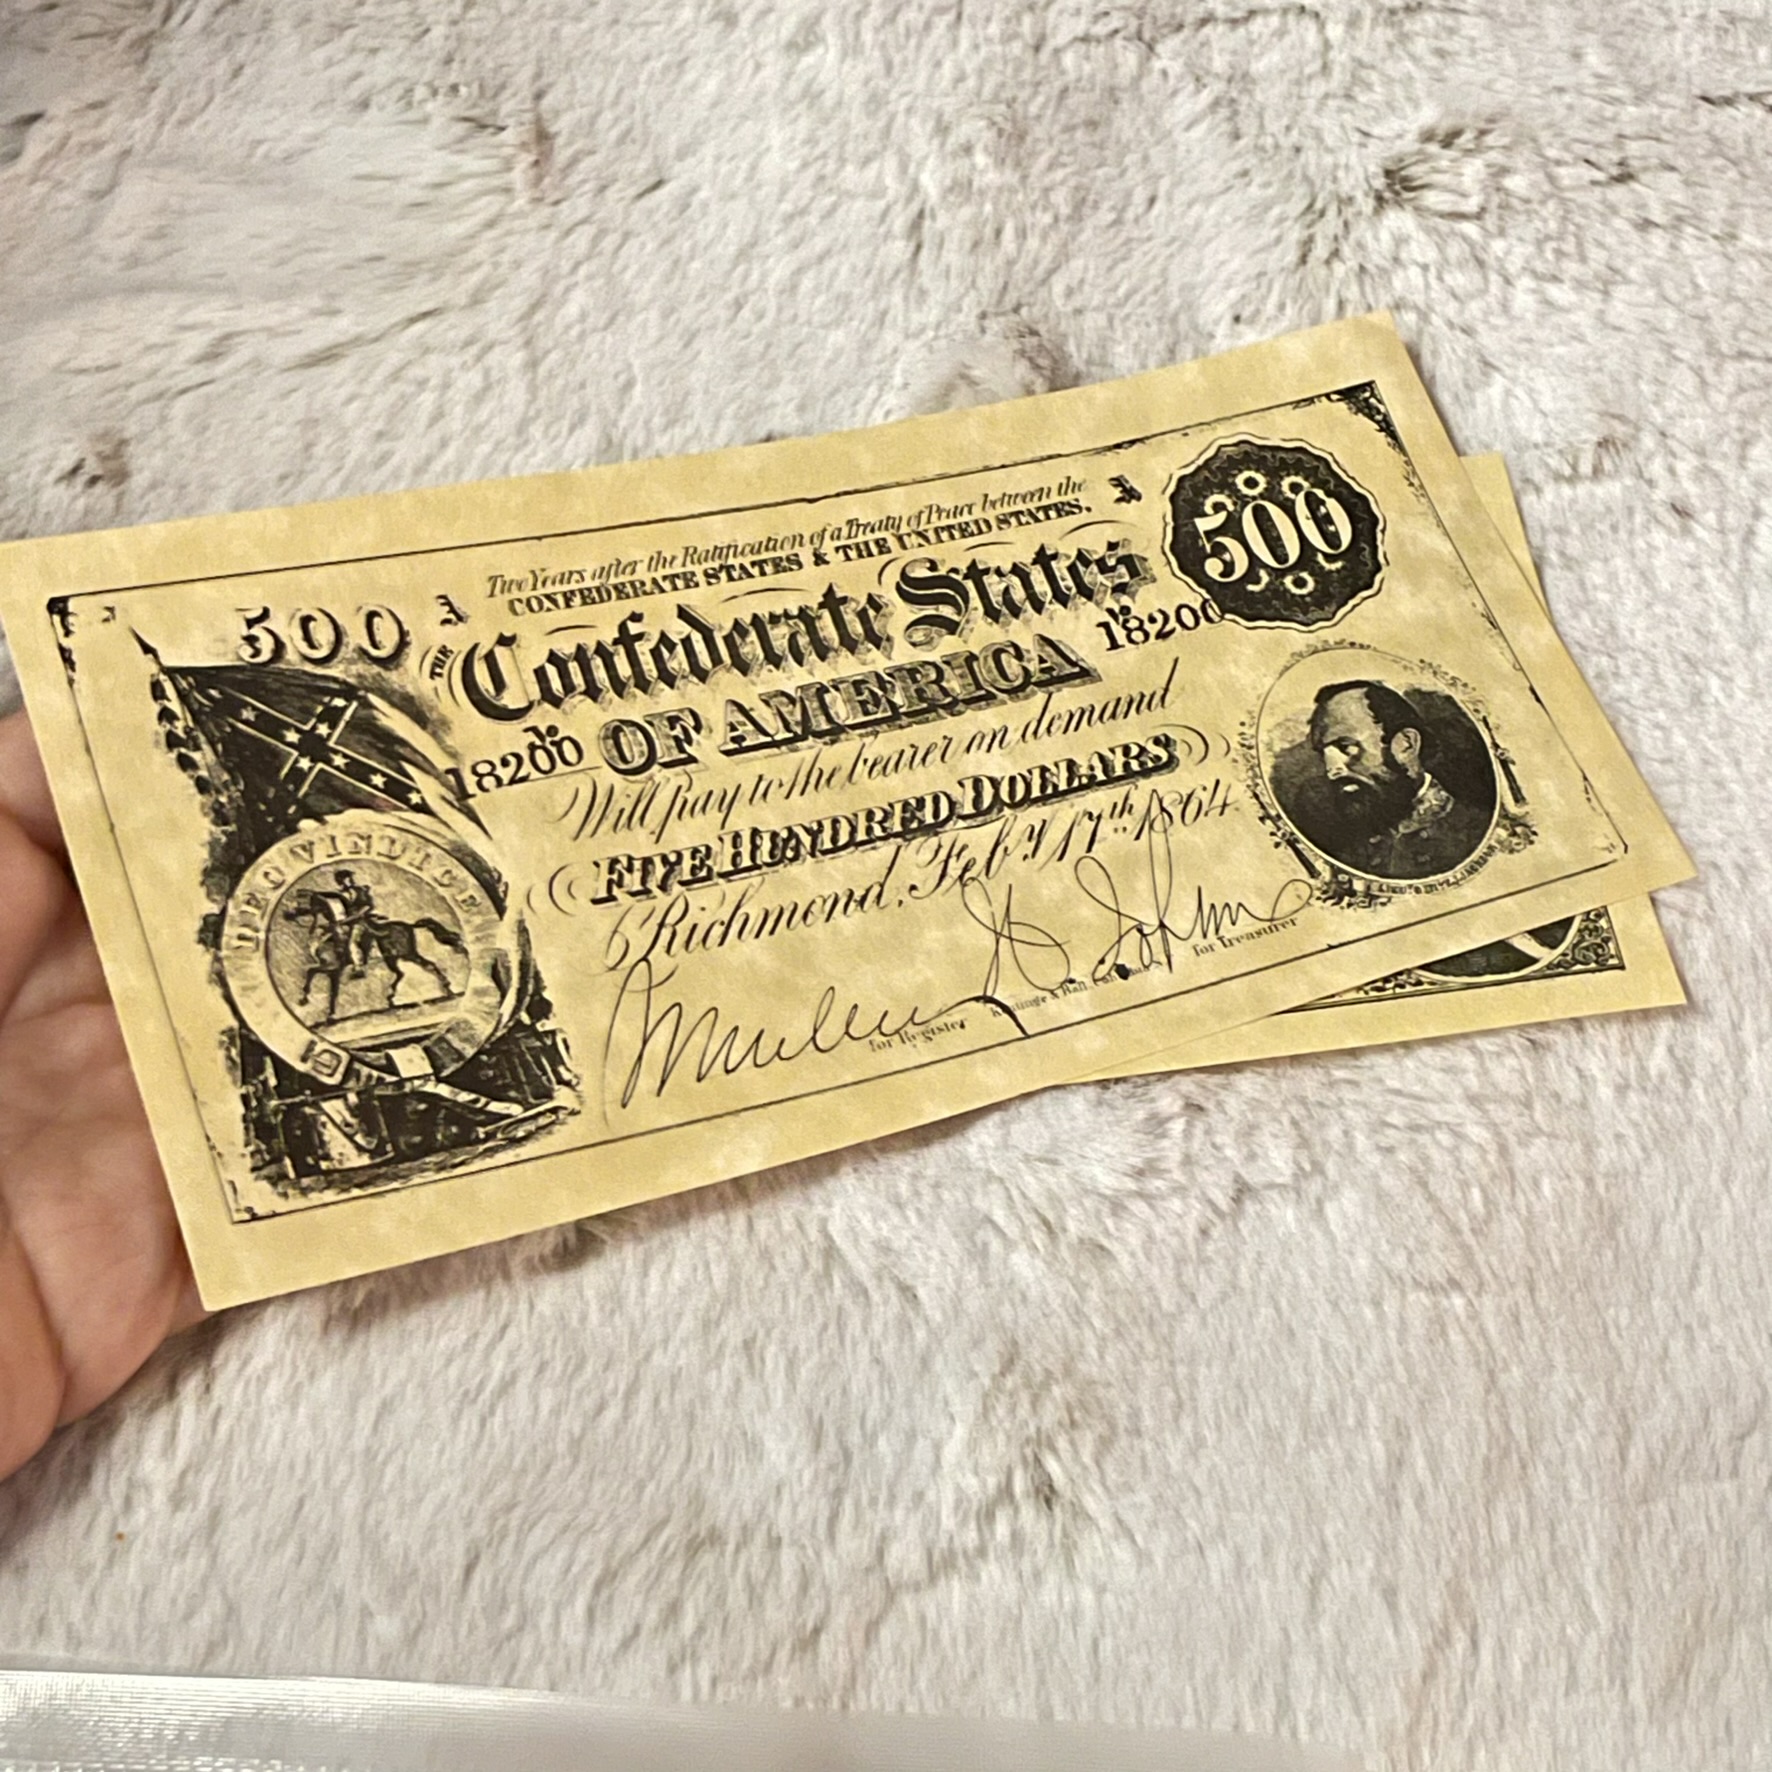 500
A
Two Years after the Ratification of a Treaty of Peace between the
A
CONFEDERATE STATES & THE UNITED STATES.
500
THE
Confederate States
No 18200
No 18200
OF AMERICA
Will pay to the bearer on demand
FIVE HUNDRED DOLLARS
Richmond, Feby 17th 1864
DEO VINDICE
for Register
for Treasurer